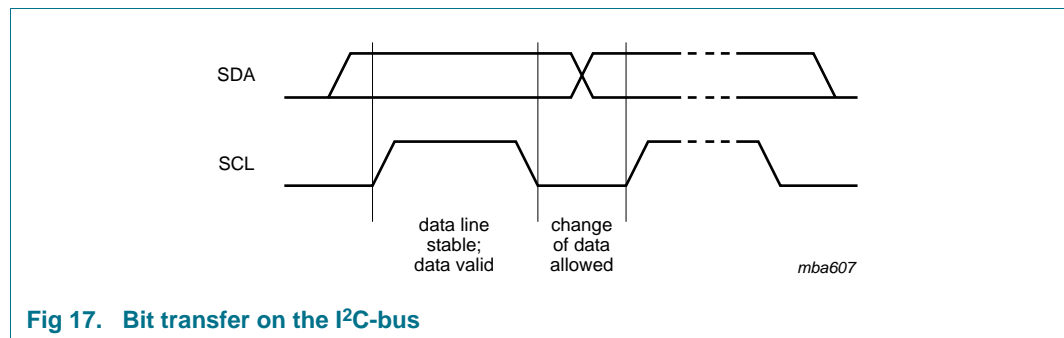 SDA
SCL
data line
stable;
data valid
change
of data
allowed
mba607
Fig 17. Bit transfer on the I²C-bus